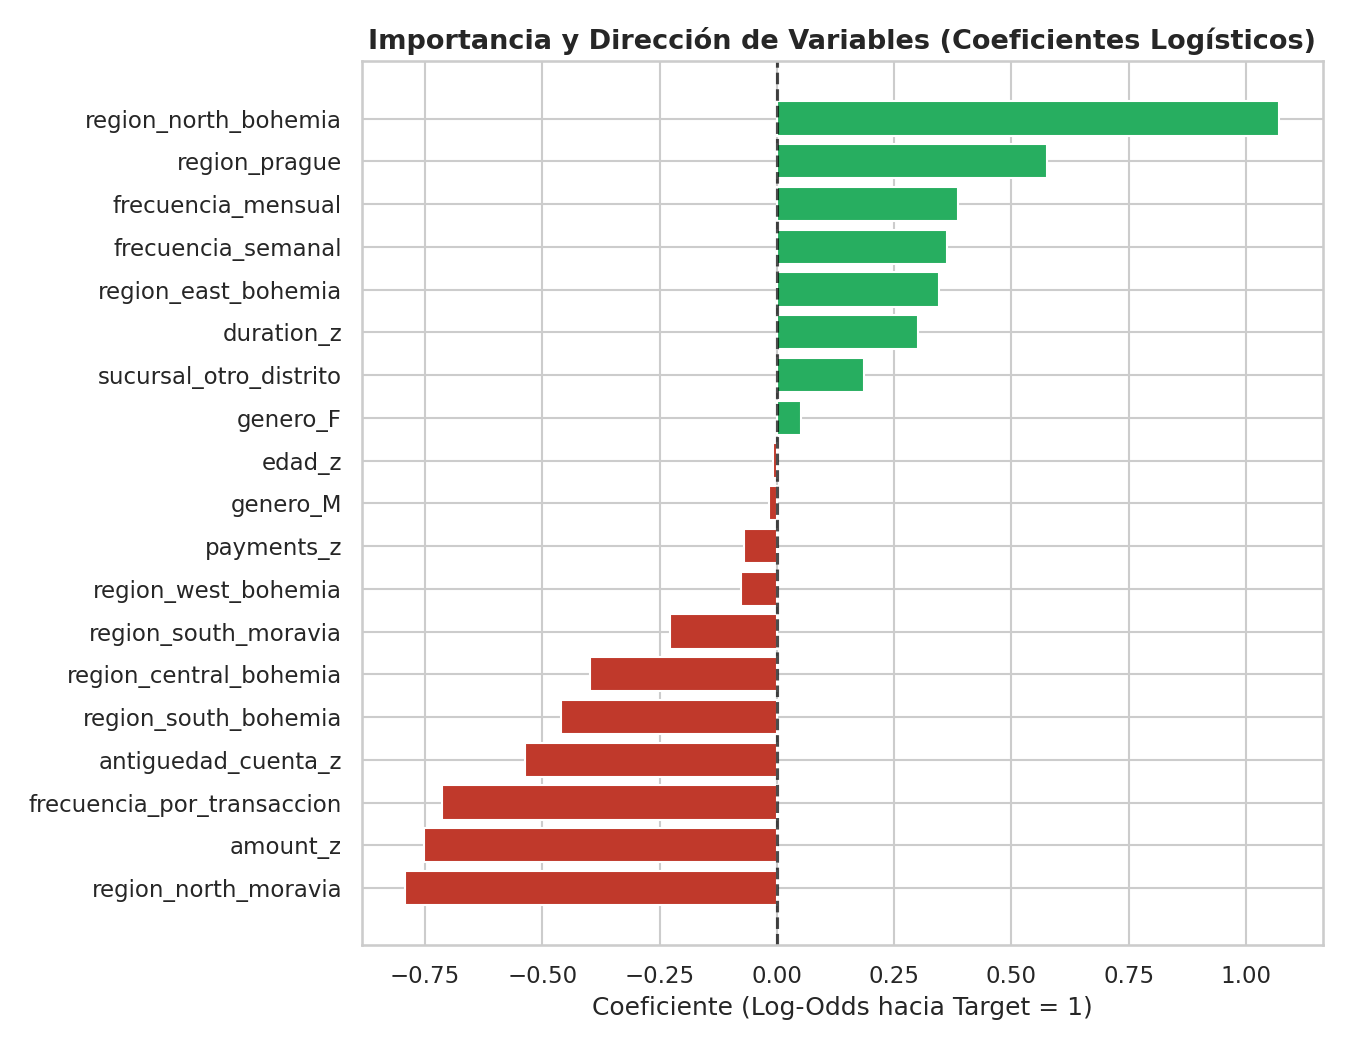 Importancia y Dirección de Variables (Coeficientes Logísticos)
region_north_bohemia
region_prague
frecuencia_mensual
frecuencia_semanal
region_east_bohemia
duration_z
sucursal_otro_distrito
genero_F
edad_z
genero_M
payments_z
region_west_bohemia
region_south_moravia
region_central_bohemia
region_south_bohemia
antiguedad_cuenta_z
frecuencia_por_transaccion
amount_z
region_north_moravia
−0.75 −0.50 −0.25 0.00 0.25 0.50 0.75 1.00
Coeficiente (Log-Odds hacia Target = 1)